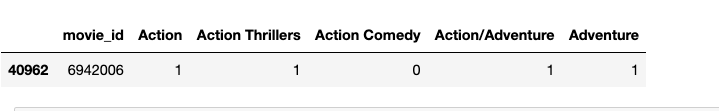 movie_id Action Action Thrillers Action Comedy Action/Adventure Adventure
40962 6942006 1 1 0 1 1